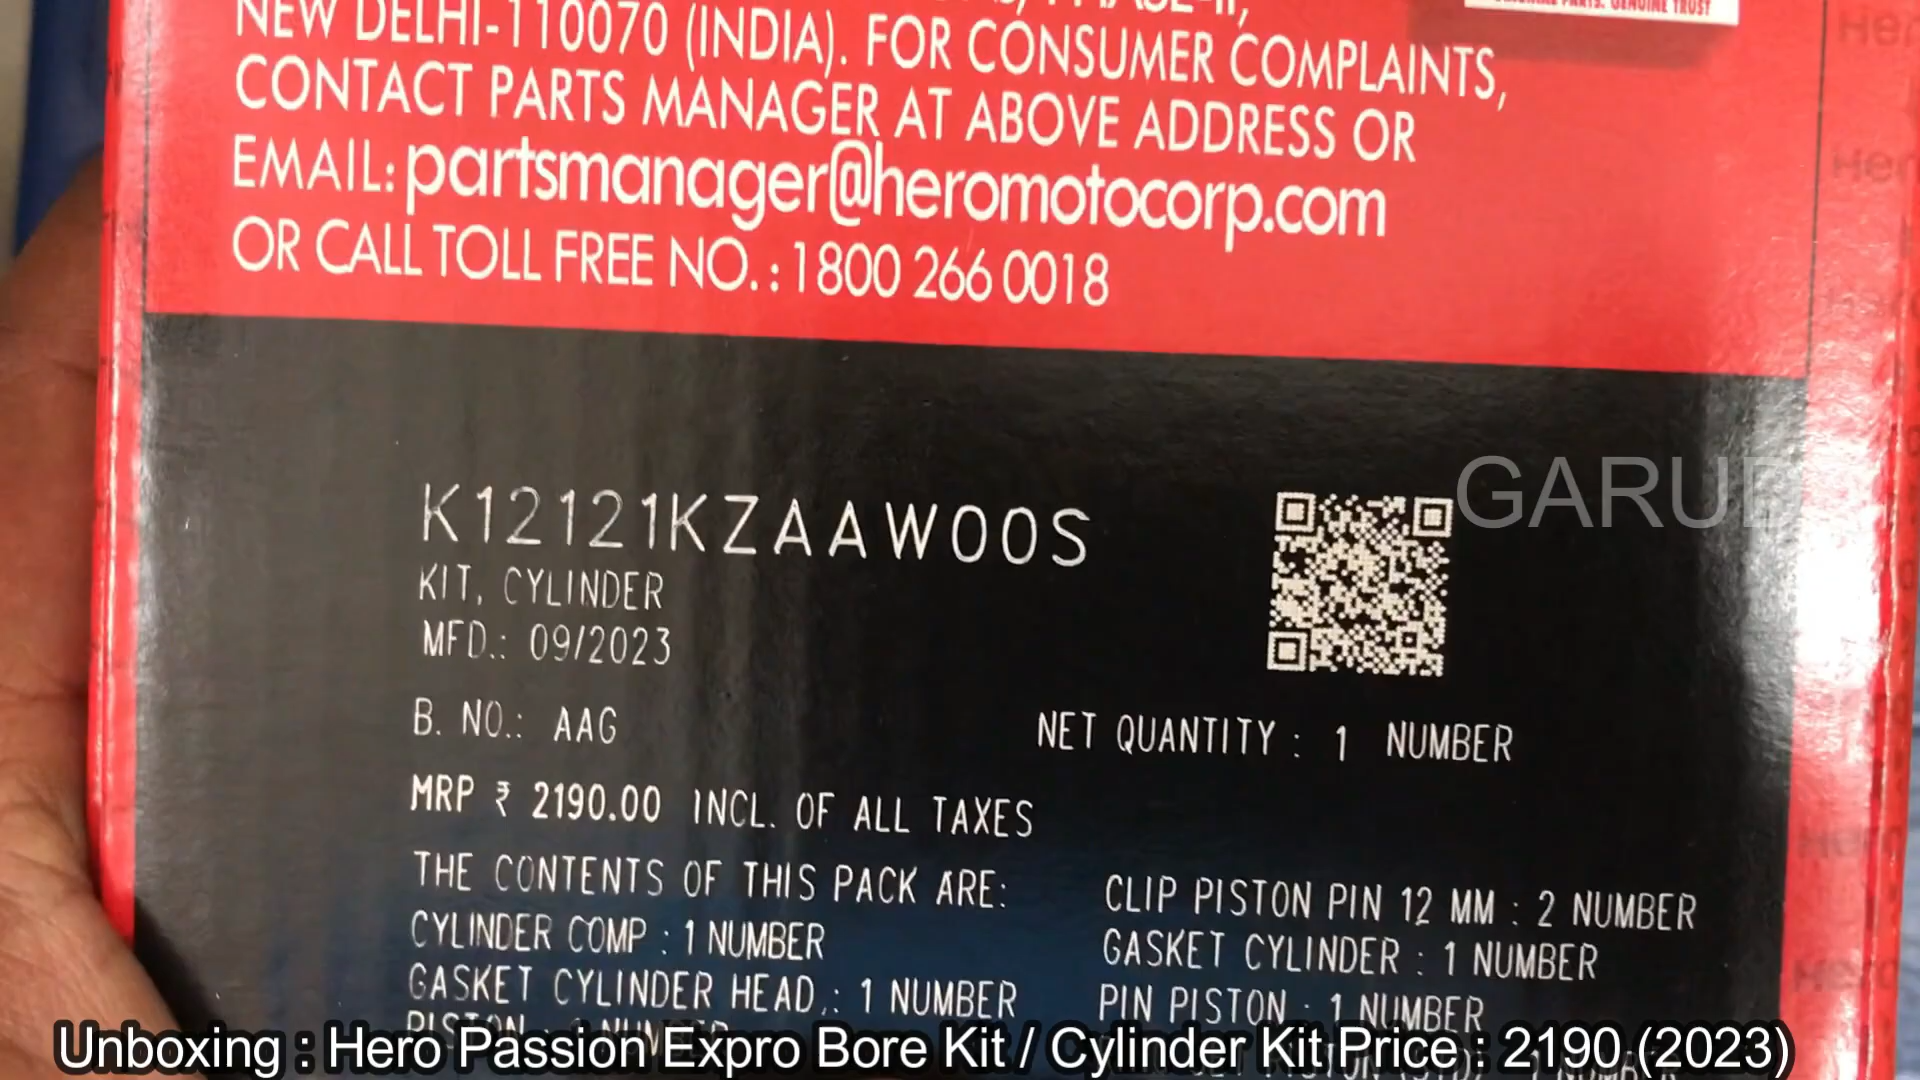 GENUINE TRUST
NEW DELHI-110070 (INDIA). FOR CONSUMER COMPLAINTS,
CONTACT PARTS MANAGER AT ABOVE ADDRESS OR
EMAIL: partsmanager@heromotocorp.com
OR CALL TOLL FREE NO. : 1800 266 0018
GARUD
K12121KZAAW00S
KIT, CYLINDER
MFD.: 09/2023
B. NO.: AAG
NET QUANTITY : 1 NUMBER
MRP ₹ 2190.00 INCL. OF ALL TAXES
THE CONTENTS OF THIS PACK ARE:
CYLINDER COMP : 1 NUMBER
GASKET CYLINDER HEAD,: 1 NUMBER
CLIP PISTON PIN 12 MM : 2 NUMBER
GASKET CYLINDER : 1 NUMBER
PIN PISTON : 1 NUMBER
Unboxing : Hero Passion Expro Bore Kit / Cylinder Kit Price : 2190 (2023)